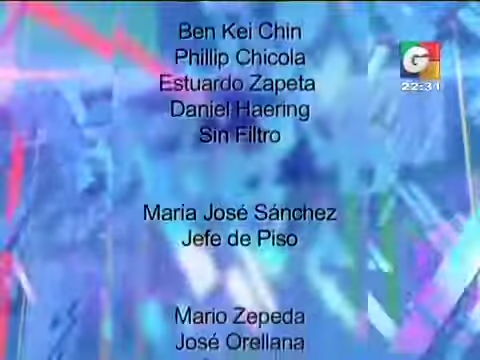 Ben Kei Chin
Phillip Chicola
Estuardo Zapeta
Daniel Haering
Sin Filtro
G
22:31
Maria José Sánchez
Jefe de Piso
Mario Zepeda
José Orellana